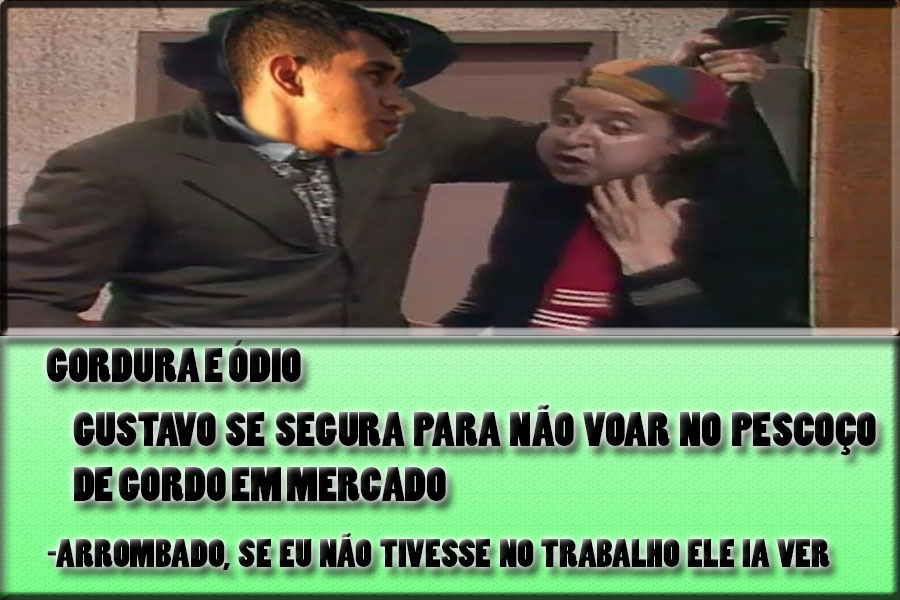 GORDURA E ÓDIO
GUSTAVO SE SEGURA PARA NÃO VOAR NO PESCOÇO
DE GORDO EM MERCADO
-ARROMBADO, SE EU NÃO TIVESSE NO TRABALHO ELE IA VER